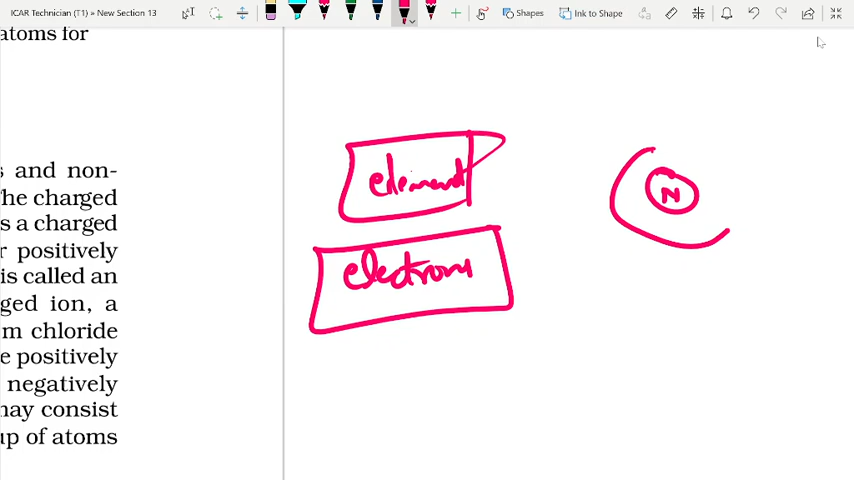 ICAR Technician (T1) » New Section 13
Shapes
Ink to Shape
atoms for
s and non-
The charged
s a charged
r positively
is called an
ged ion, a
m chloride
e positively
negatively
may consist
up of atoms
element
electrons
N